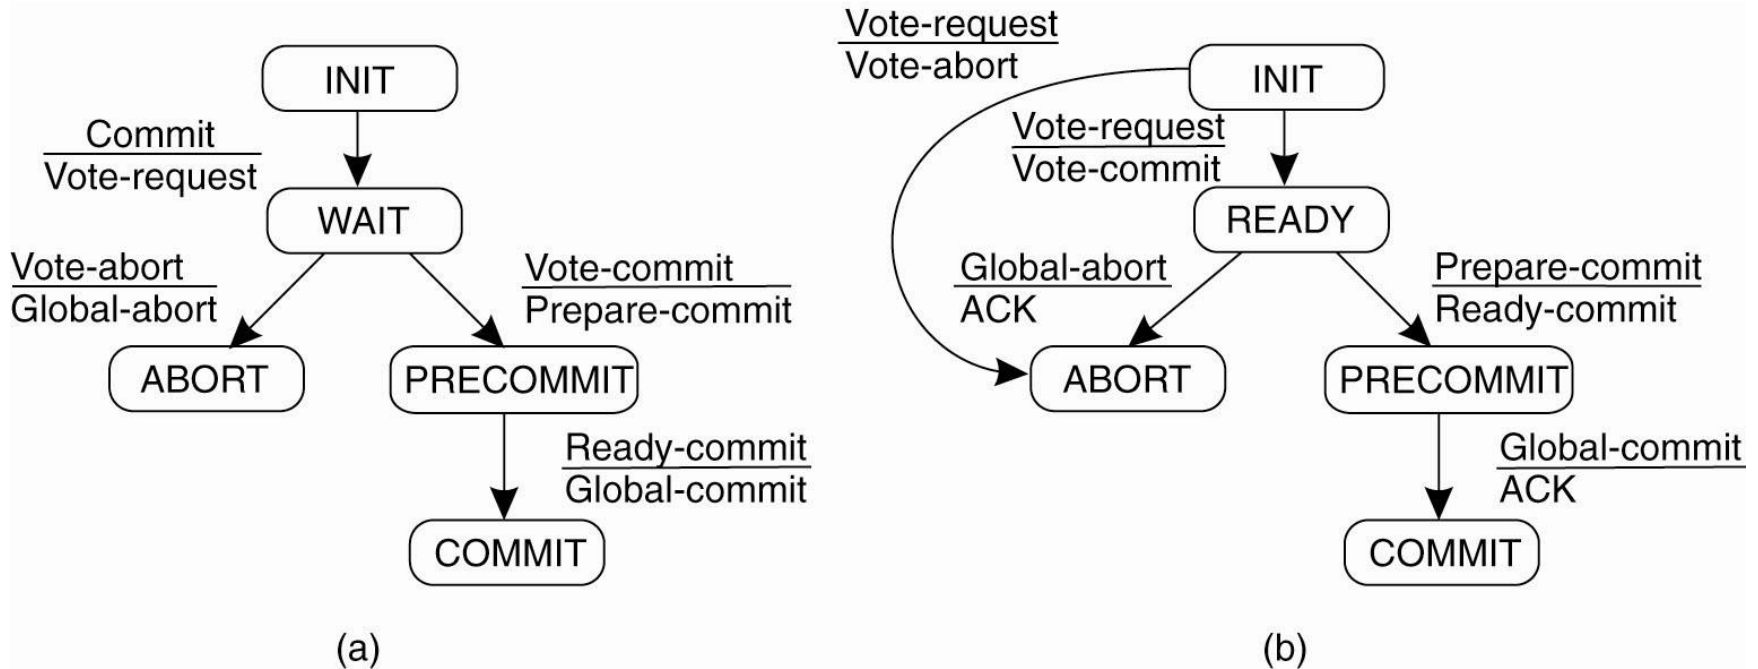 INIT
Commit
Vote-request
WAIT
Vote-abort
Global-abort
Vote-commit
Prepare-commit
ABORT
PRECOMMIT
Ready-commit
Global-commit
COMMIT
(a)
Vote-request
Vote-abort
INIT
Vote-request
Vote-commit
READY
Global-abort
ACK
Prepare-commit
Ready-commit
ABORT
PRECOMMIT
Global-commit
ACK
COMMIT
(b)